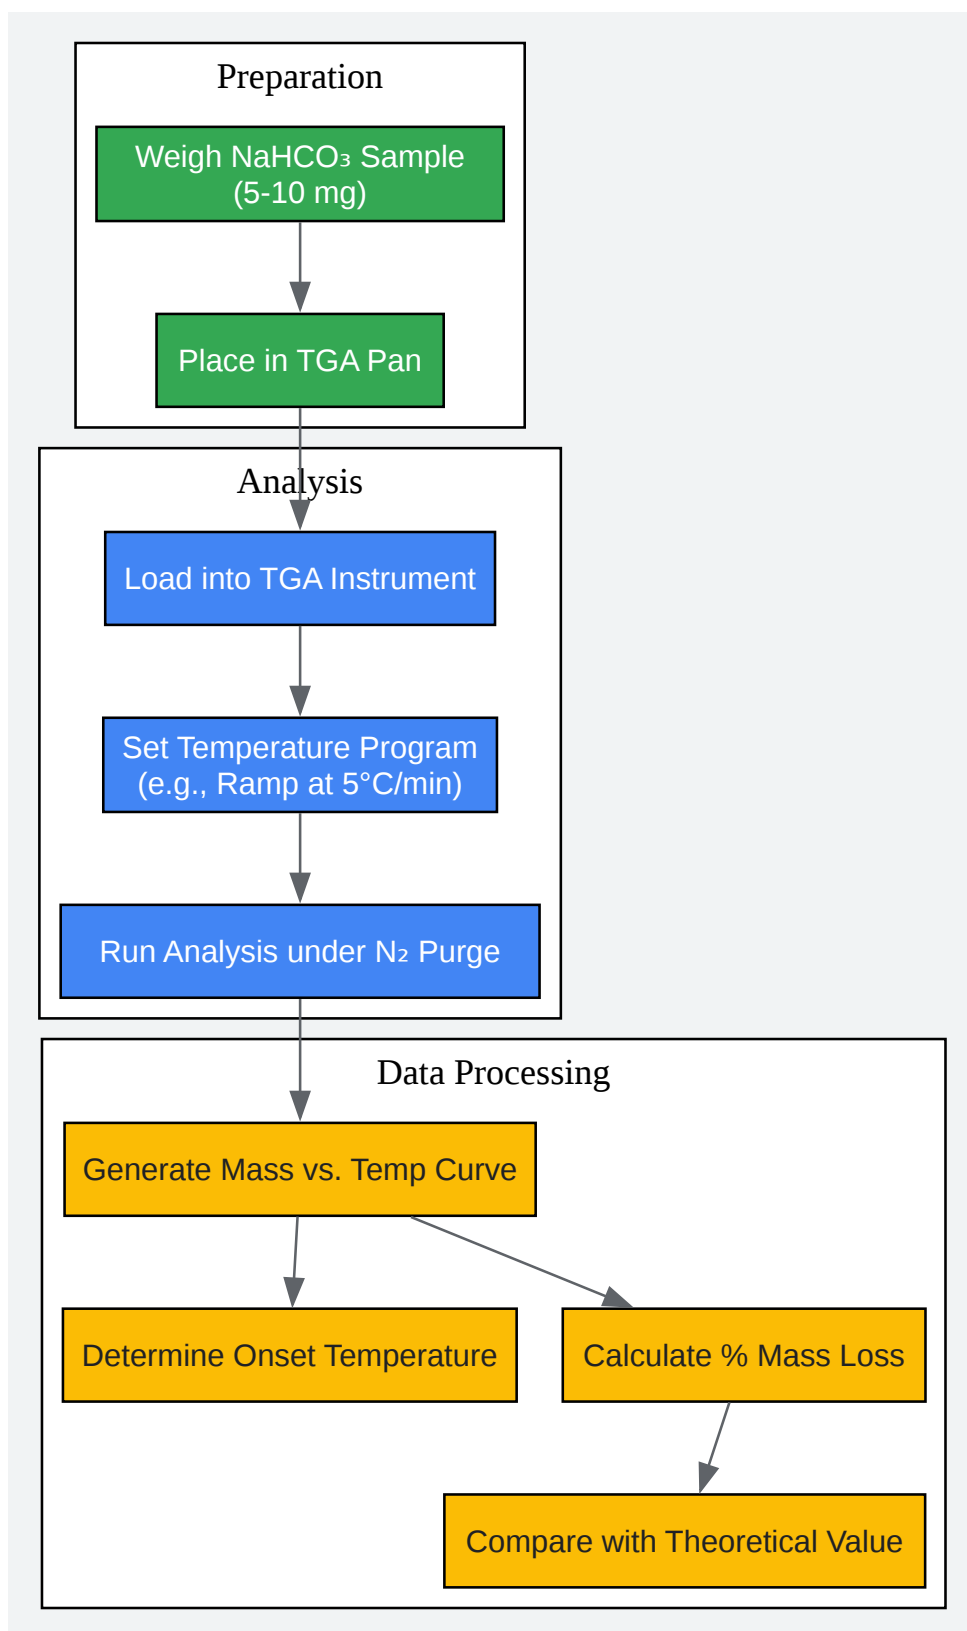 Preparation
Weigh NaHCO₃ Sample
(5-10 mg)
Place in TGA Pan
Analysis
Load into TGA Instrument
Set Temperature Program
(e.g., Ramp at 5°C/min)
Run Analysis under N₂ Purge
Data Processing
Generate Mass vs. Temp Curve
Determine Onset Temperature
Calculate % Mass Loss
Compare with Theoretical Value